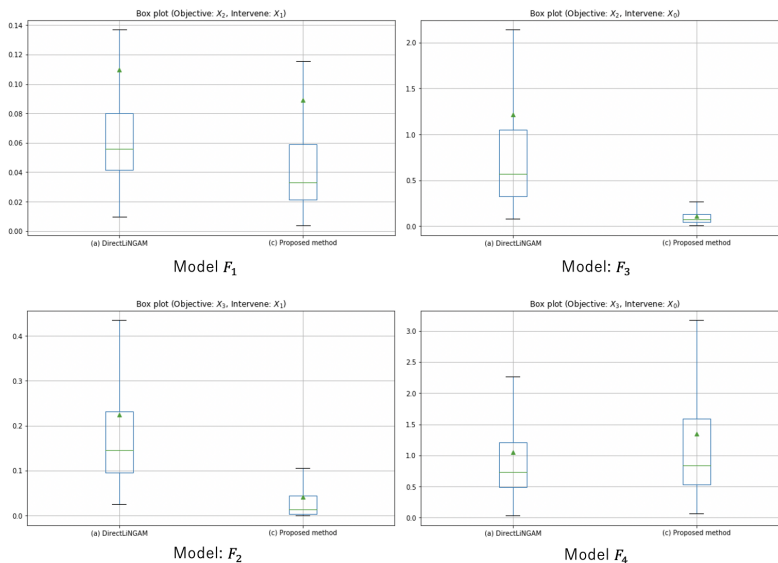 Box plot (Objective: X₂, Intervene: X₁)
0.14
0.12
0.10
0.08
0.06
0.04
0.02
0.00
(a) DirectLiNGAM
(c) Proposed method
Model F₁
Box plot (Objective: X₂, Intervene: X₀)
2.0
1.5
1.0
0.5
0.0
(a) DirectLiNGAM
(c) Proposed method
Model: F₃
Box plot (Objective: X₃, Intervene: X₁)
0.4
0.3
0.2
0.1
0.0
(a) DirectLiNGAM
(c) Proposed method
Model: F₂
Box plot (Objective: X₃, Intervene: X₀)
3.0
2.5
2.0
1.5
1.0
0.5
0.0
(a) DirectLiNGAM
(c) Proposed method
Model F₄